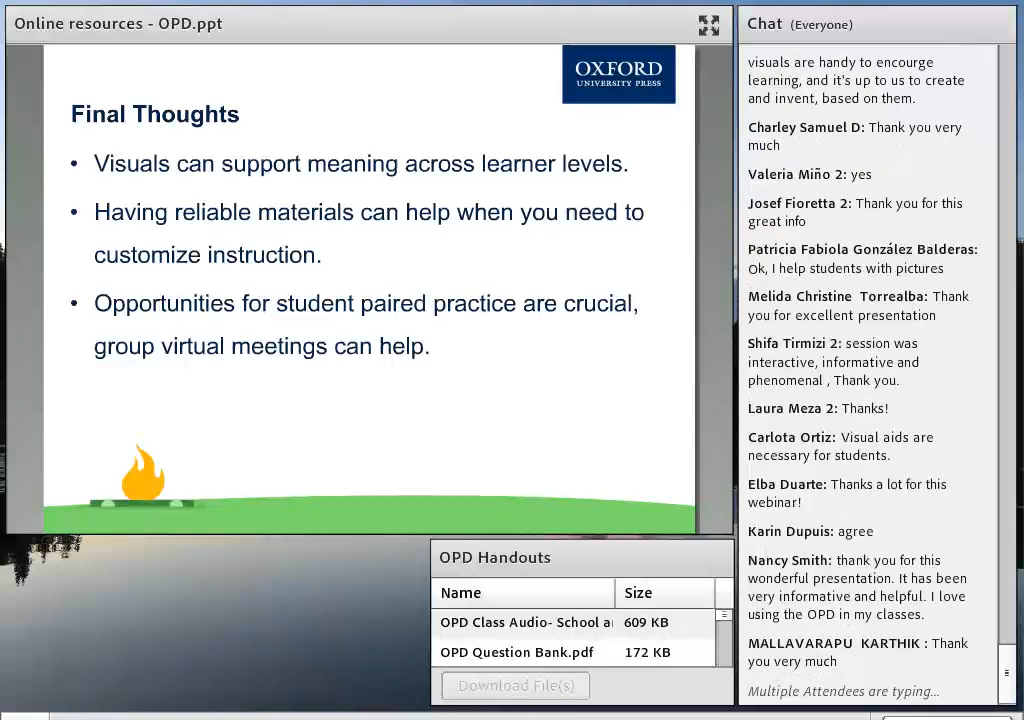 Online resources - OPD.ppt
OXFORD
UNIVERSITY PRESS
Final Thoughts
• Visuals can support meaning across learner levels.
• Having reliable materials can help when you need to
customize instruction.
• Opportunities for student paired practice are crucial,
group virtual meetings can help.
OPD Handouts
Name Size
OPD Class Audio- School a 609 KB
OPD Question Bank.pdf 172 KB
Download File(s)
Chat (Everyone)
visuals are handy to encourge
learning, and it's up to us to create
and invent, based on them.
Charley Samuel D: Thank you very
much
Valeria Miño 2: yes
Josef Fioretta 2: Thank you for this
great info
Patricia Fabiola González Balderas:
Ok, I help students with pictures
Melida Christine Torrealba: Thank
you for excellent presentation
Shifa Tirmizi 2: session was
interactive, informative and
phenomenal , Thank you.
Laura Meza 2: Thanks!
Carlota Ortiz: Visual aids are
necessary for students.
Elba Duarte: Thanks a lot for this
webinar!
Karin Dupuis: agree
Nancy Smith: thank you for this
wonderful presentation. It has been
very informative and helpful. I love
using the OPD in my classes.
MALLAVARAPU KARTHIK : Thank
you very much
Multiple Attendees are typing...